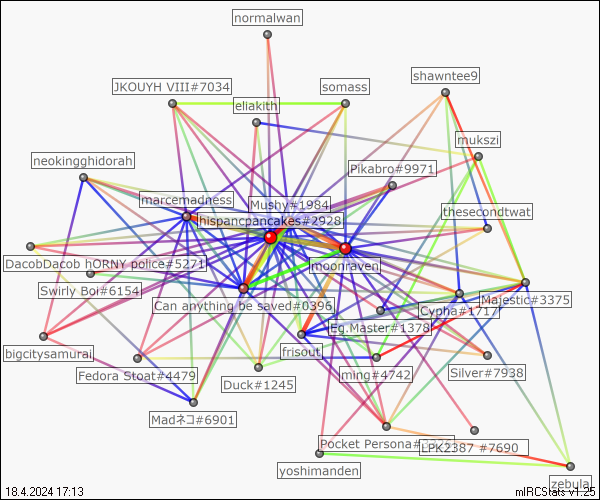 normalwan
shawntee9
JKOUYH VIII#7034
somass
eliakith
mukszi
neokingghidorah
Pikabro#9971
marcemadness
Mushy#1984
thesecondtwat
hispancpancakes#2928
DacobDacob hORNY police#5271
moonraven
Swirly Boi#6154
Majestic#3375
Can anything be saved#0396
Cypha#1717
Eg.Master#1378
bigcitysamurai
frisout
Fedora Stoat#4479
ming#4742
Silver#7938
Duck#1245
Madネコ#6901
Pocket Persona#
LPK2387 #7690
yoshimanden
zebula
18.4.2024 17:13
mIRCStats v1.25